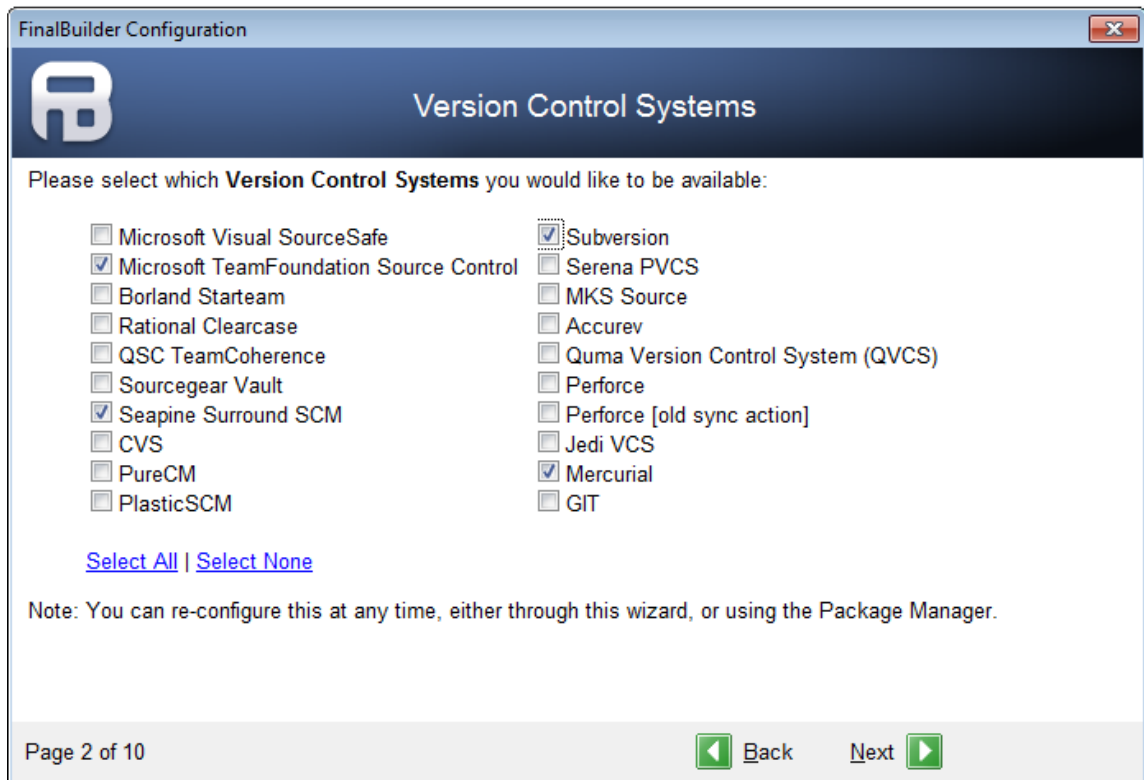 FinalBuilder Configuration
Version Control Systems
Please select which Version Control Systems you would like to be available:
Microsoft Visual SourceSafe
Microsoft TeamFoundation Source Control
Borland Starteam
Rational Clearcase
QSC TeamCoherence
Sourcegear Vault
Seapine Surround SCM
CVS
PureCM
PlasticSCM
Subversion
Serena PVCS
MKS Source
Accurev
Quma Version Control System (QVCS)
Perforce
Perforce [old sync action]
Jedi VCS
Mercurial
GIT
Select All | Select None
Note: You can re-configure this at any time, either through this wizard, or using the Package Manager.
Page 2 of 10
Back
Next